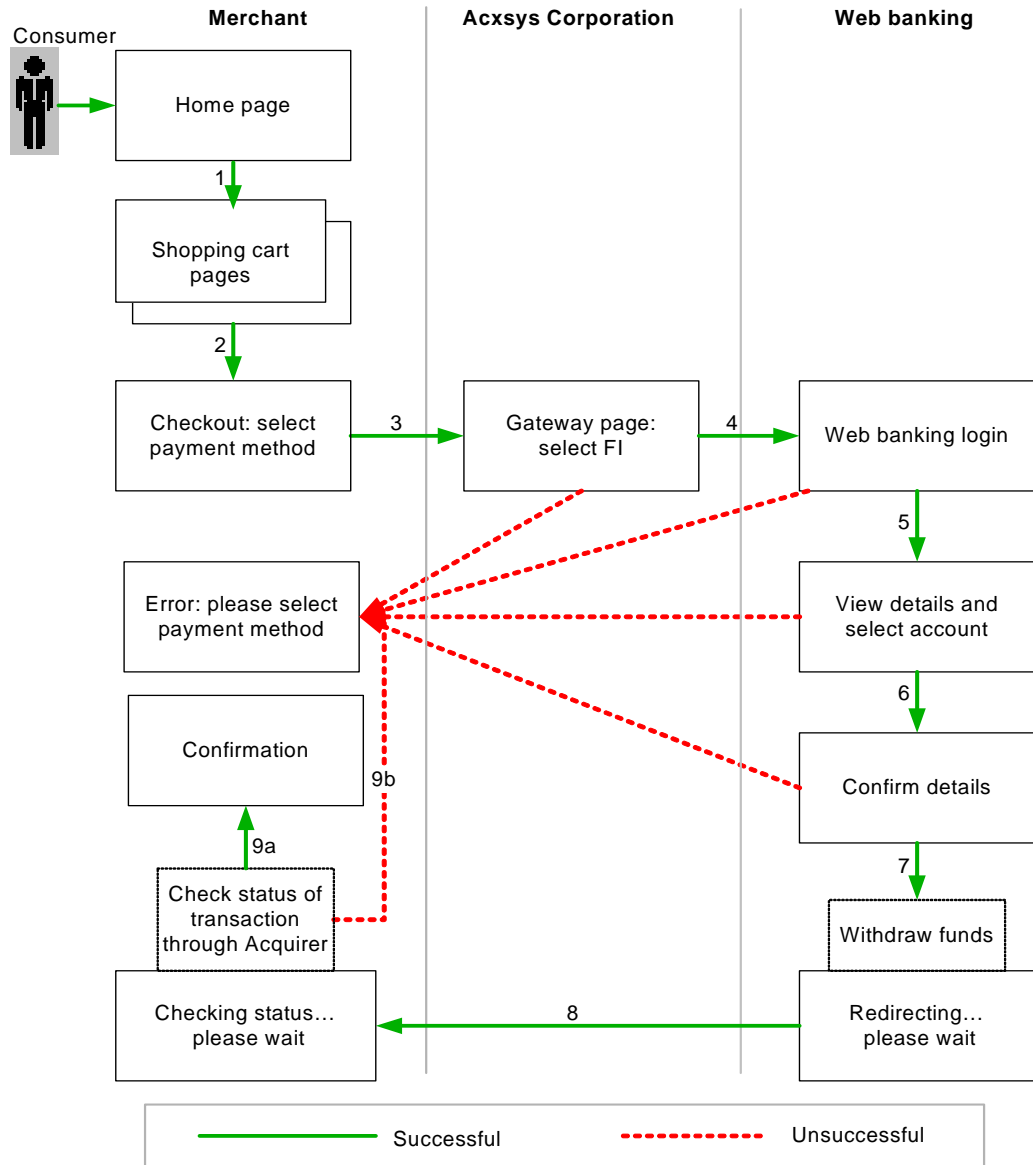 Merchant
Acxsys Corporation
Web banking
Consumer
Home page
1
Shopping cart
pages
2
Checkout: select
payment method
3
Gateway page:
select FI
4
Web banking login
5
Error: please select
payment method
View details and
select account
6
Confirmation
9b
Confirm details
9a
7
Check status of
transaction
through Acquirer
Withdraw funds
Checking status…
please wait
8
Redirecting…
please wait
Successful
Unsuccessful